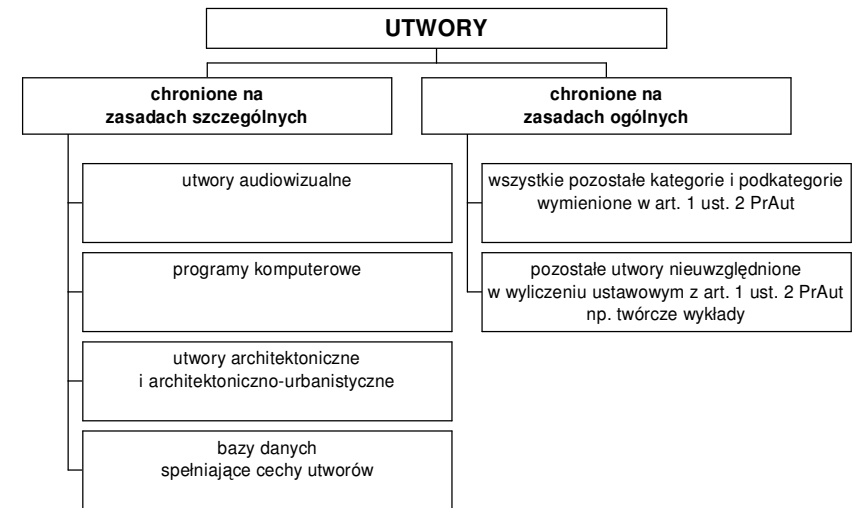 UTWORY
chronione na
zasadach szczególnych
utwory audiowizualne
programy komputerowe
utwory architektoniczne
i architektoniczno-urbanistyczne
bazy danych
spełniające cechy utworów
chronione na
zasadach ogólnych
wszystkie pozostałe kategorie i podkategorie
wymienione w art. 1 ust. 2 PrAut
pozostałe utwory nieuwzględnione
w wyliczeniu ustawowym z art. 1 ust. 2 PrAut
np. twórcze wykłady